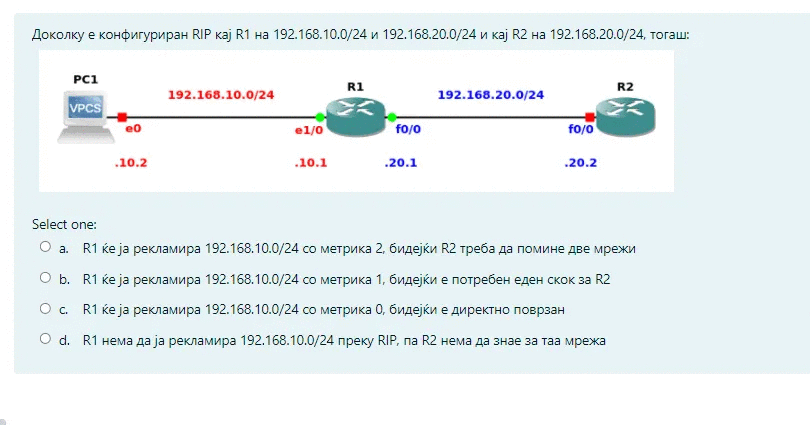 Доколку е конфигуриран RIP кај R1 на 192.168.10.0/24 и 192.168.20.0/24 и кај R2 на 192.168.20.0/24, тогаш:
PC1
192.168.10.0/24
R1
192.168.20.0/24
R2
VPCS
e0
e1/0
f0/0
f0/0
.10.2
.10.1
.20.1
.20.2
Select one:
a. R1 ќе ја рекламира 192.168.10.0/24 со метрика 2, бидејќи R2 треба да помине две мрежи
b. R1 ќе ја рекламира 192.168.10.0/24 со метрика 1, бидејќи е потребен еден скок за R2
c. R1 ќе ја рекламира 192.168.10.0/24 со метрика 0, бидејќи е директно поврзан
d. R1 нема да ја рекламира 192.168.10.0/24 преку RIP, па R2 нема да знае за таа мрежа